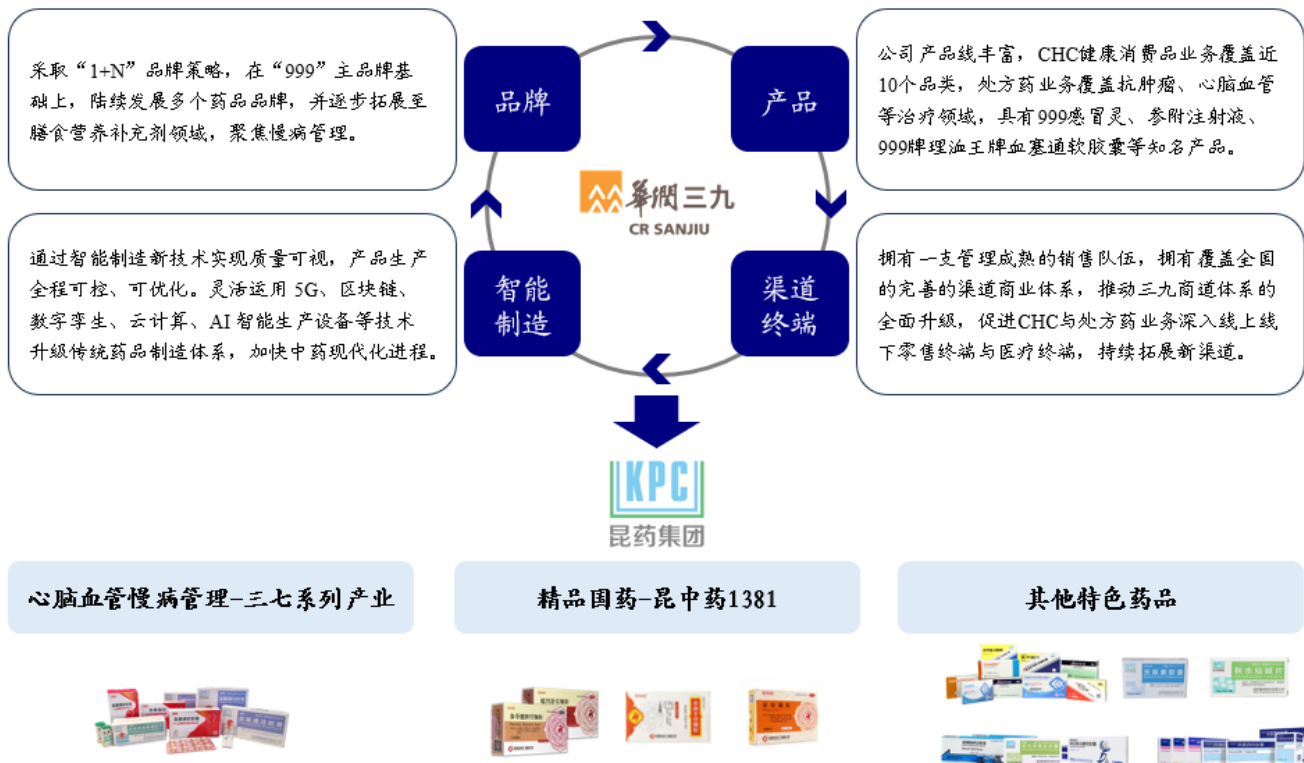 采取“1+N”品牌策略，在“999”主品牌基
础上，陆续发展多个药品品牌，并逐步拓展至
膳食营养补充剂领域，聚焦慢病管理。
品牌
产品
公司产品线丰富，CHC健康消费品业务覆盖近
10个品类，处方药业务覆盖抗肿瘤、心脑血管
等治疗领域，具有999感冒灵、参附注射液、
999牌理洫王牌血塞通软胶囊等知名产品。
華潤三九
CR SANJIU
通过智能制造新技术实现质量可视，产品生产
全程可控、可优化。灵活运用 5G、区块链、
数字孪生、云计算、AI 智能生产设备等技术
升级传统药品制造体系，加快中药现代化进程。
智能
制造
渠道
终端
拥有一支管理成熟的销售队伍，拥有覆盖全国
的完善的渠道商业体系，推动三九商道体系的
全面升级，促进CHC与处方药业务深入线上线
下零售终端与医疗终端，持续拓展新渠道。
KPC
昆药集团
心脑血管慢病管理-三七系列产业
精品国药-昆中药1381
其他特色药品